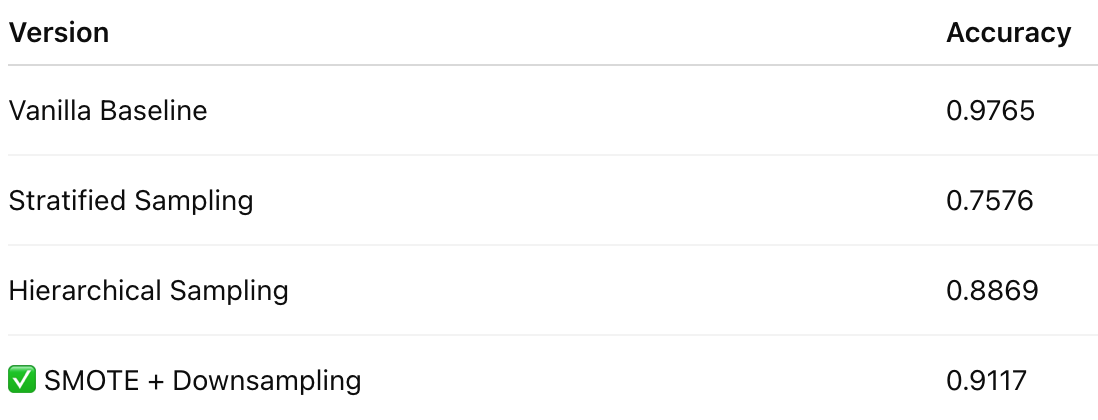 Version Accuracy
Vanilla Baseline 0.9765
Stratified Sampling 0.7576
Hierarchical Sampling 0.8869
✅ SMOTE + Downsampling 0.9117